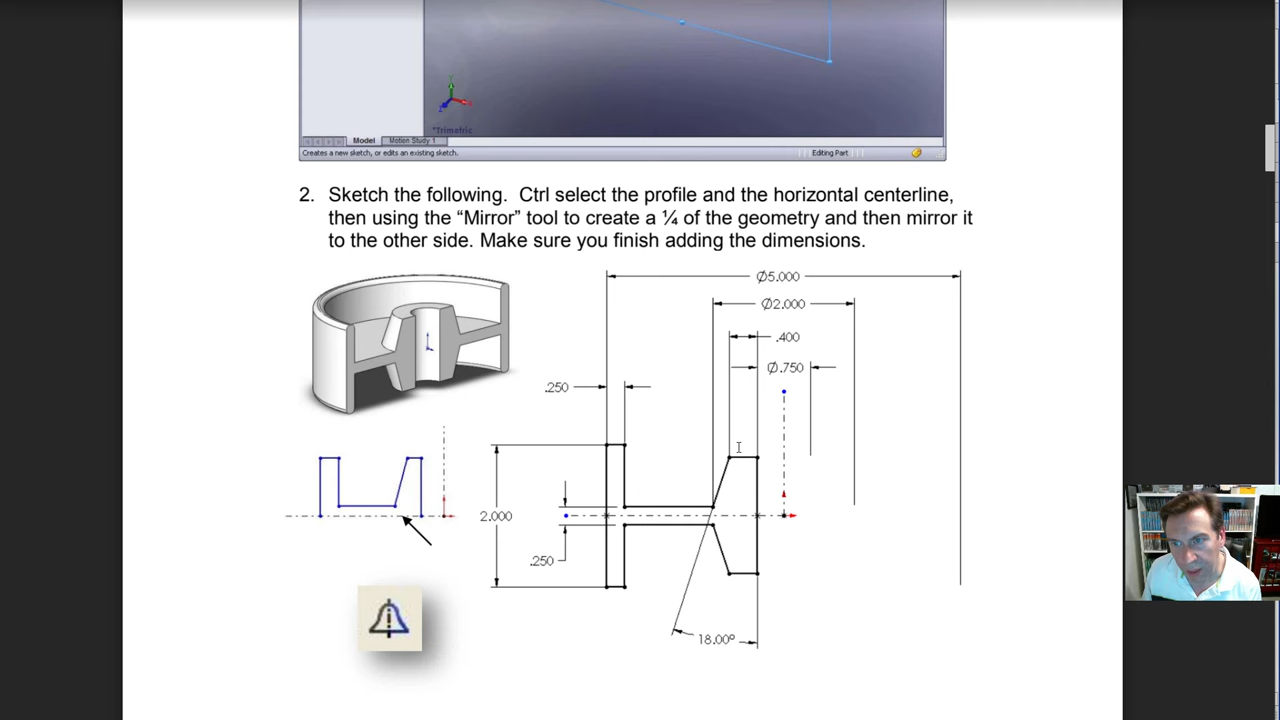 Y
Z
*Trimetric
Model
Motion Study 1
Creates a new sketch, or edits an existing sketch.
Editing Part
2. Sketch the following. Ctrl select the profile and the horizontal centerline,
then using the “Mirror” tool to create a ¼ of the geometry and then mirror it
to the other side. Make sure you finish adding the dimensions.
∅5.000
∅2.000
.400
∅.750
.250
2.000
.250
18.00°